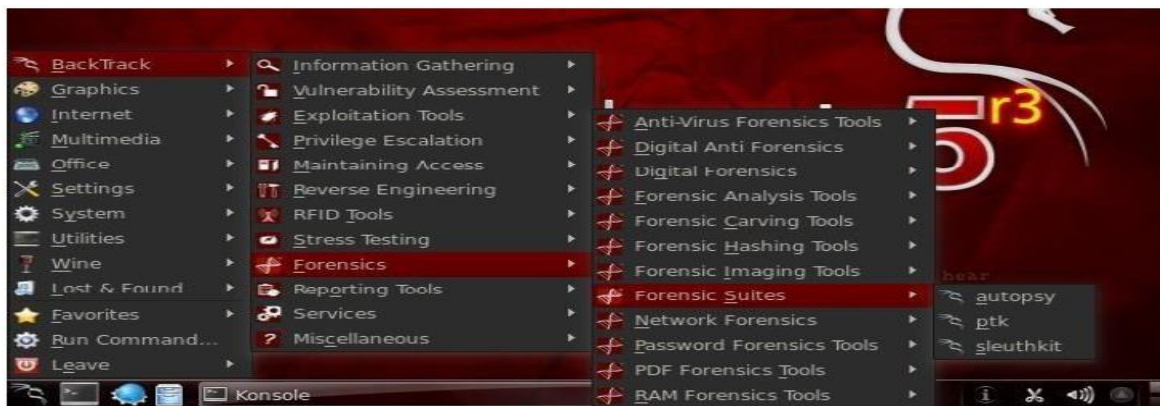 BackTrack
Graphics
Internet
Multimedia
Office
Settings
System
Utilities
Wine
Lost & Found
Favorites
Run Command...
Leave
Information Gathering
Vulnerability Assessment
Exploitation Tools
Privilege Escalation
Maintaining Access
Reverse Engineering
RFID Tools
Stress Testing
Forensics
Reporting Tools
Services
Miscellaneous
Anti-Virus Forensics Tools
Digital Anti Forensics
Digital Forensics
Forensic Analysis Tools
Forensic Carving Tools
Forensic Hashing Tools
Forensic Imaging Tools
Forensic Suites
Network Forensics
Password Forensics Tools
PDF Forensics Tools
RAM Forensics Tools
autopsy
ptk
sleuthkit
5 r3
hear
Konsole